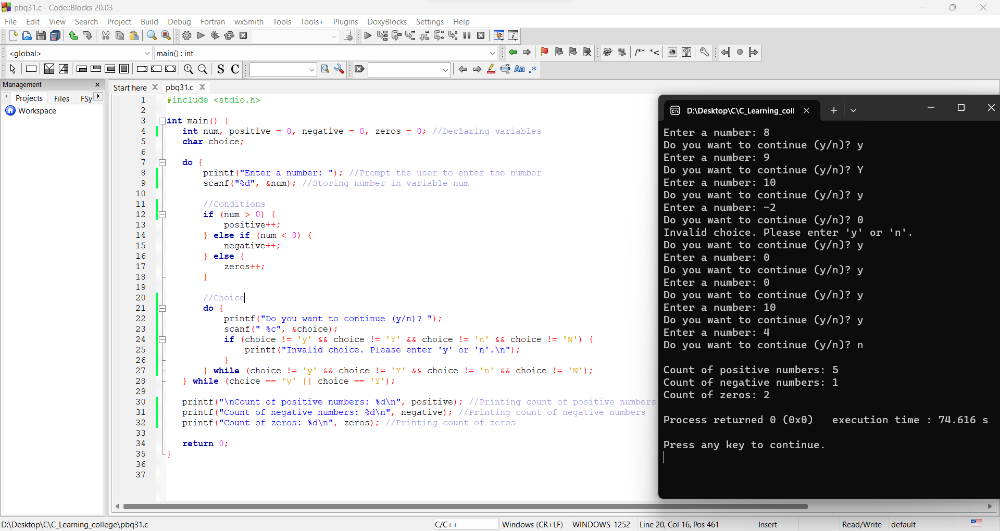 pbq31.c - Code::Blocks 20.03
File Edit View Search Project Build Debug Fortran wxSmith Tools Tools+ Plugins DoxyBlocks Settings Help
<global> main() : int
/** *<
S C Aa .*
Management
Projects Files FSy
Workspace
Start here pbq31.c
1 #include <stdio.h>
2
3 int main() {
4 int num, positive = 0, negative = 0, zeros = 0; //Declaring variables
5 char choice;
6
7 do {
8 printf("Enter a number: "); //Prompt the user to enter the number
9 scanf("%d", &num); //Storing number in variable num
10
11 //Conditions
12 if (num > 0) {
13 positive++;
14 } else if (num < 0) {
15 negative++;
16 } else {
17 zeros++;
18 }
19
20 //Choice
21 do {
22 printf("Do you want to continue (y/n)? ");
23 scanf(" %c", &choice);
24 if (choice != 'y' && choice != 'Y' && choice != 'n' && choice != 'N') {
25 printf("Invalid choice. Please enter 'y' or 'n'.\n");
26 }
27 } while (choice != 'y' && choice != 'Y' && choice != 'n' && choice != 'N');
28 } while (choice == 'y' || choice == 'Y');
29
30 printf("\nCount of positive numbers: %d\n", positive); //Printing count of positive numbers
31 printf("Count of negative numbers: %d\n", negative); //Printing count of negative numbers
32 printf("Count of zeros: %d\n", zeros); //Printing count of zeros
33
34 return 0;
35 }
36
37
D:\Desktop\C\C_Learning_coll
Enter a number: 8
Do you want to continue (y/n)? y
Enter a number: 9
Do you want to continue (y/n)? Y
Enter a number: 10
Do you want to continue (y/n)? y
Enter a number: -2
Do you want to continue (y/n)? 0
Invalid choice. Please enter 'y' or 'n'.
Do you want to continue (y/n)? y
Enter a number: 0
Do you want to continue (y/n)? y
Enter a number: 0
Do you want to continue (y/n)? y
Enter a number: 10
Do you want to continue (y/n)? y
Enter a number: 4
Do you want to continue (y/n)? n
Count of positive numbers: 5
Count of negative numbers: 1
Count of zeros: 2
Process returned 0 (0x0) execution time : 74.616 s
Press any key to continue.
D:\Desktop\C\C_Learning_college\pbq31.c C/C++ Windows (CR+LF) WINDOWS-1252 Line 20, Col 16, Pos 461 Insert Read/Write default